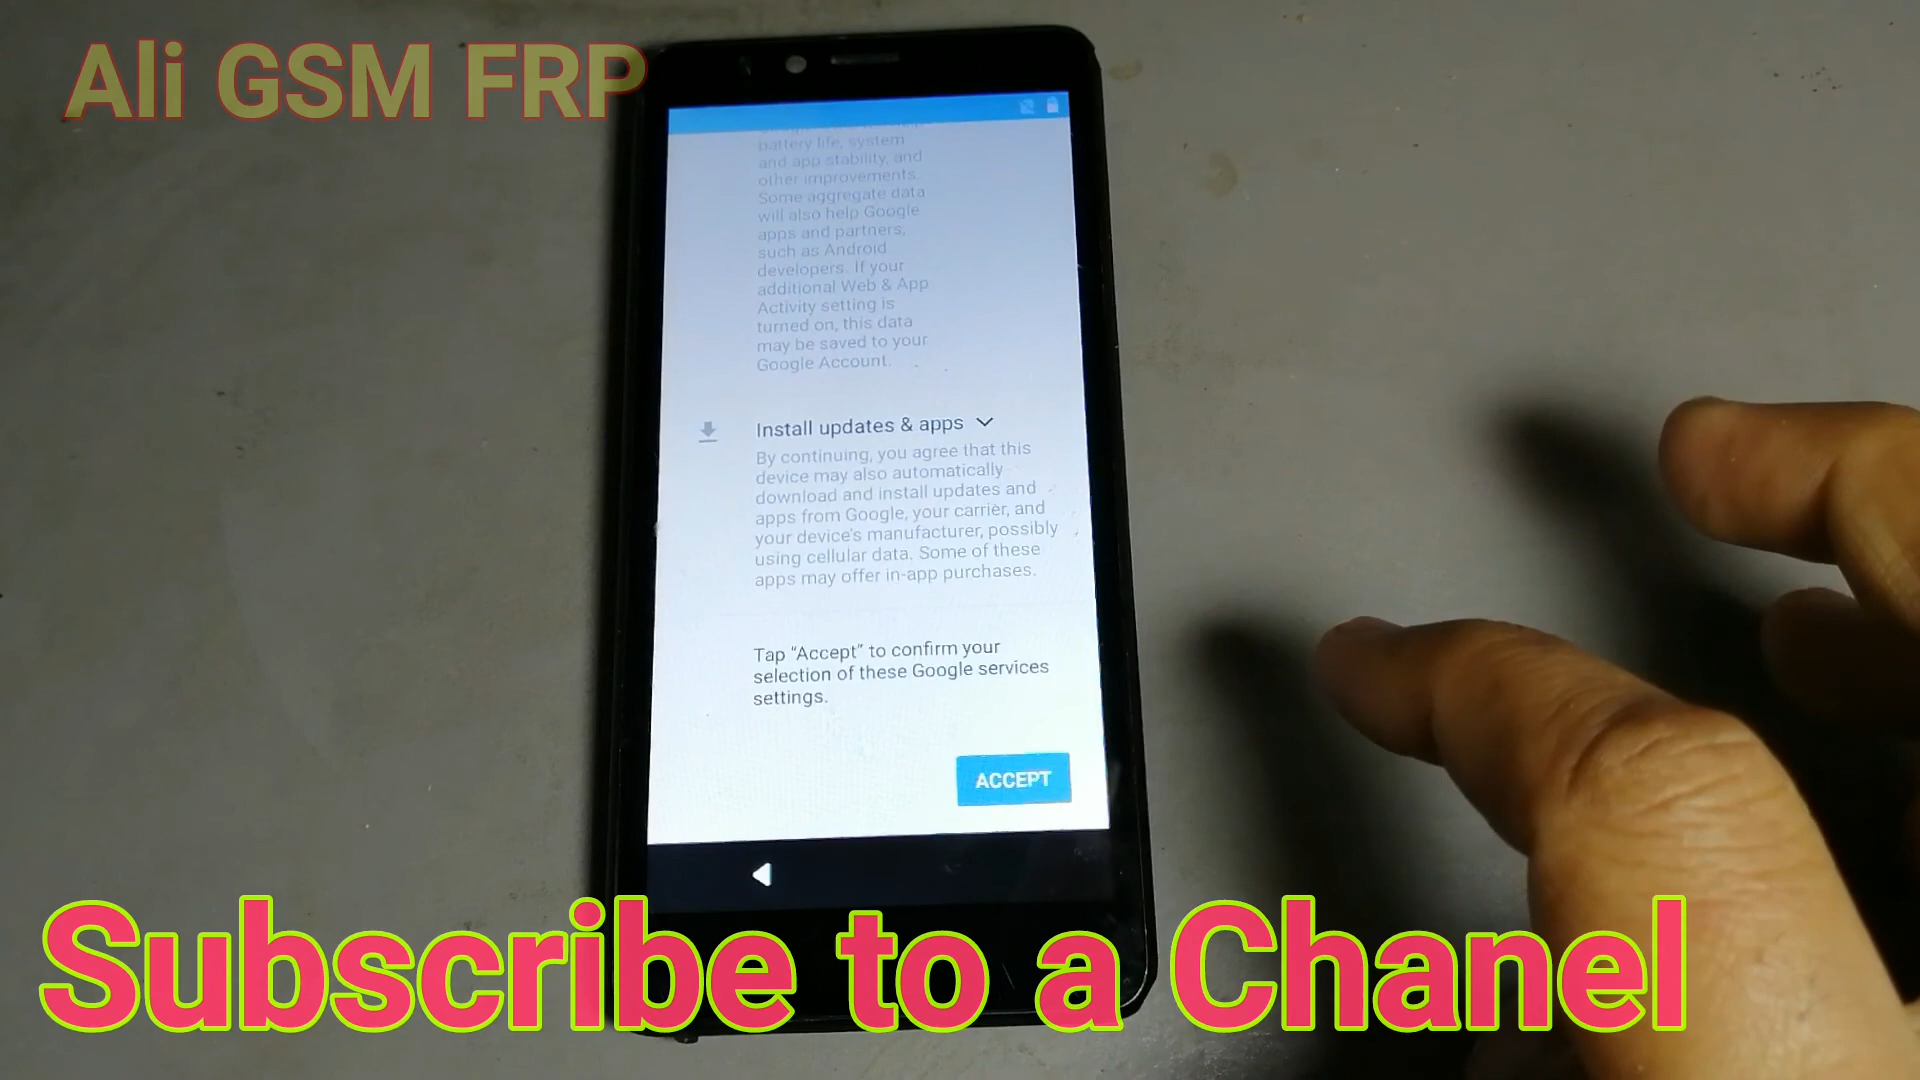 Ali GSM FRP
battery life, system
and app stability, and
other improvements.
Some aggregate data
will also help Google
apps and partners,
such as Android
developers. If your
additional Web & App
Activity setting is
turned on, this data
may be saved to your
Google Account.
Install updates & apps
By continuing, you agree that this
device may also automatically
download and install updates and
apps from Google, your carrier, and
your device's manufacturer, possibly
using cellular data. Some of these
apps may offer in-app purchases.
Tap “Accept” to confirm your
selection of these Google services
settings.
ACCEPT
Subscribe to a Chanel